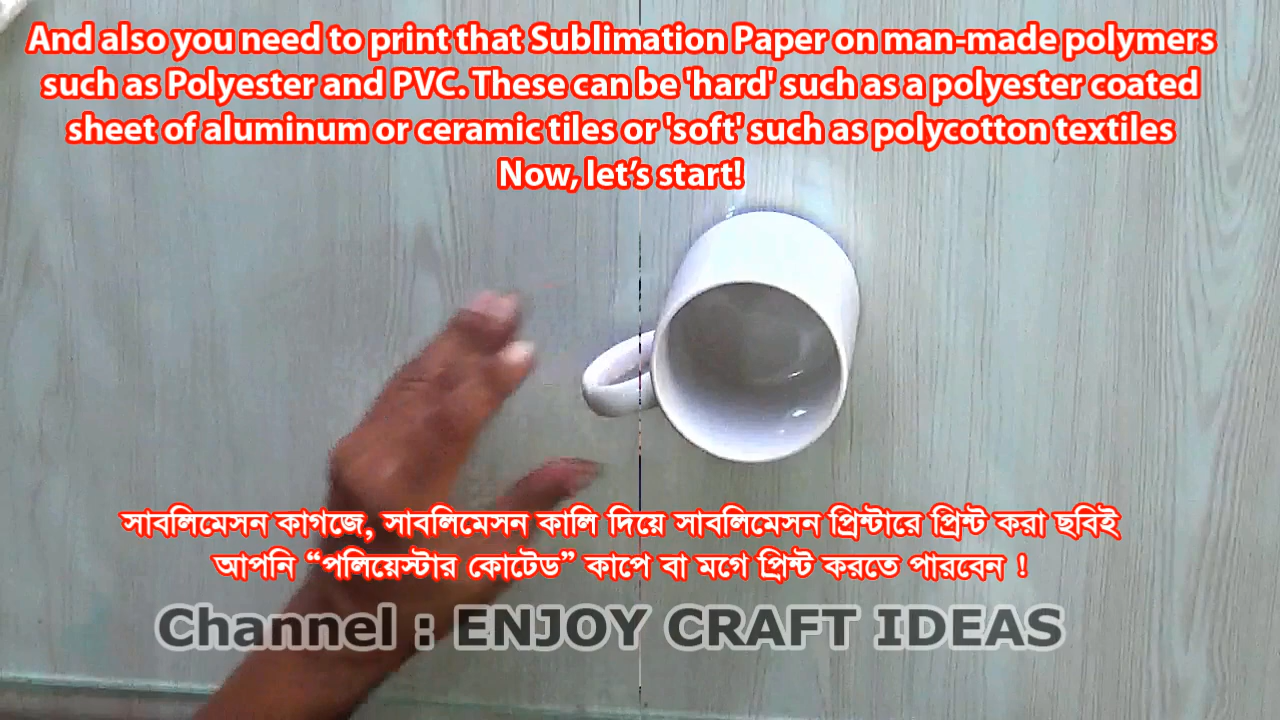 And also you need to print that Sublimation Paper on man-made polymers
such as Polyester and PVC. These can be 'hard' such as a polyester coated
sheet of aluminum or ceramic tiles or 'soft' such as polycotton textiles
Now, let’s start!
সাবলিমেসন কাগজে, সাবলিমেসন কালি দিয়ে সাবলিমেসন প্রিন্টারে প্রিন্ট করা ছবিই
আপনি “পলিয়েস্টার কোটেড” কাপে বা মগে প্রিন্ট করতে পারবেন !
Channel : ENJOY CRAFT IDEAS